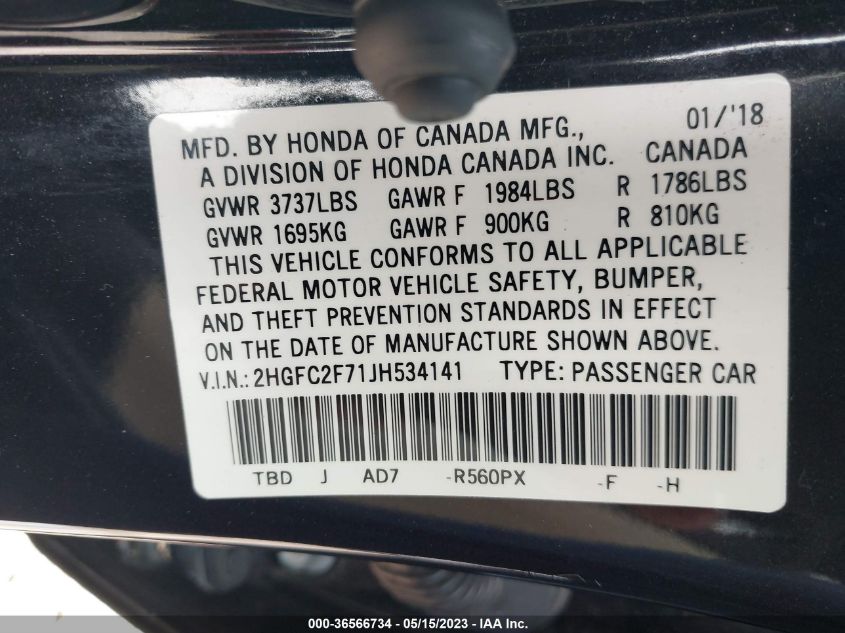 01/'18
MFD. BY HONDA OF CANADA MFG.,
A DIVISION OF HONDA CANADA INC. CANADA
GVWR 3737LBS GAWR F 1984LBS R 1786LBS
GVWR 1695KG GAWR F 900KG R 810KG
THIS VEHICLE CONFORMS TO ALL APPLICABLE
FEDERAL MOTOR VEHICLE SAFETY, BUMPER,
AND THEFT PREVENTION STANDARDS IN EFFECT
ON THE DATE OF MANUFACTURE SHOWN ABOVE.
V.I.N.: 2HGFC2F71JH534141 TYPE: PASSENGER CAR
TBD J AD7 -R560PX -F -H
000-36566734 - 05/15/2023 - IAA Inc.